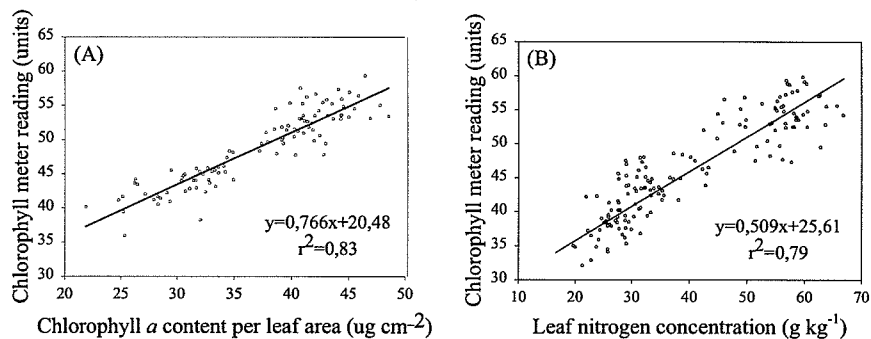 Chlorophyll meter reading (units)
65
60
55
50
45
40
35
30
(A)
y=0,766x+20,48
r²=0,83
20 25 30 35 40 45 50
Chlorophyll a content per leaf area (ug cm-2)
Chlorophyll meter reading (units)
65
60
55
50
45
40
35
30
(B)
y=0,509x+25,61
r²=0,79
10 20 30 40 50 60 70
Leaf nitrogen concentration (g kg-1)